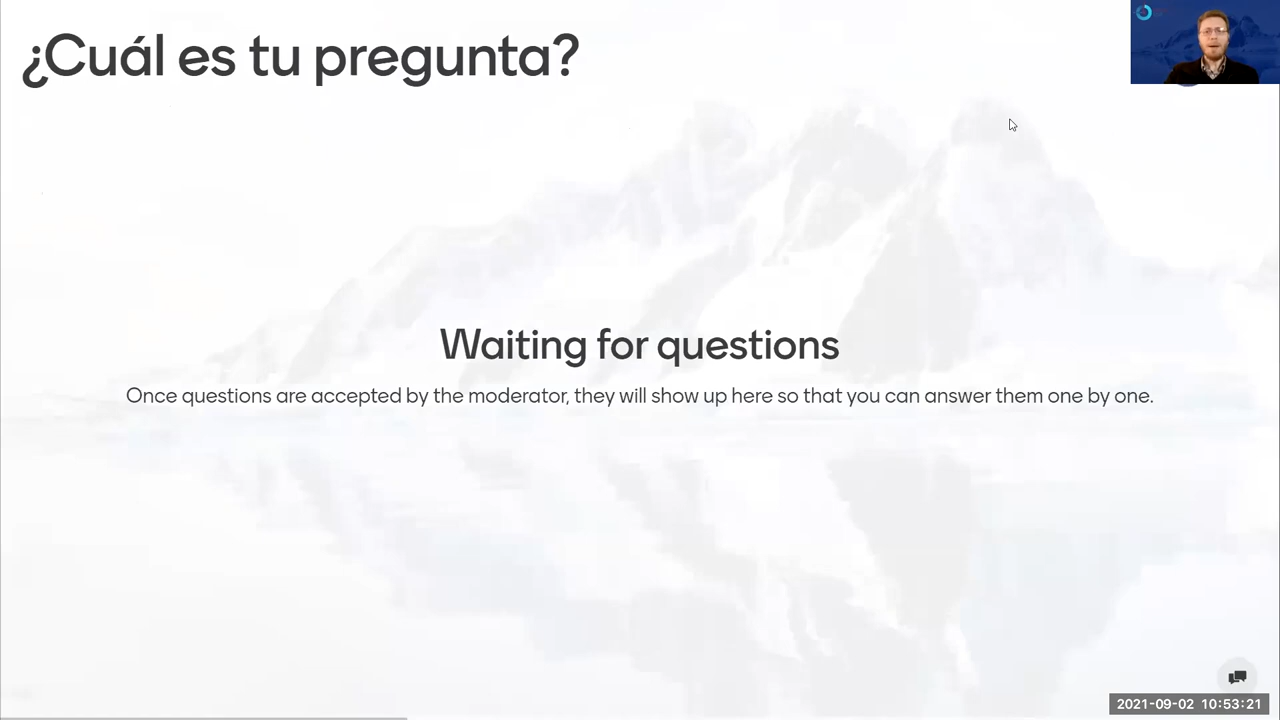 ¿Cuál es tu pregunta?
Waiting for questions
Once questions are accepted by the moderator, they will show up here so that you can answer them one by one.
2021-09-02 10:53:21